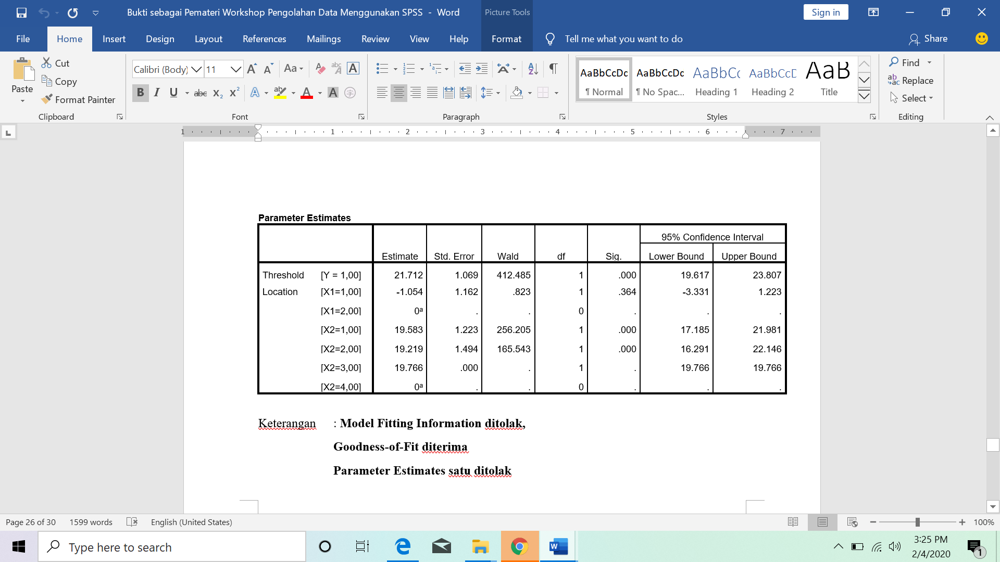 Bukti sebagai Pemateri Workshop Pengolahan Data Menggunakan SPSS - Word
Picture Tools
Sign in
File Home Insert Design Layout References Mailings Review View Help Format Tell me what you want to do Share
Paste
Cut
Copy
Format Painter
Clipboard
Calibri (Body) 11
Font
Paragraph
AaBbCcDc AaBbCcDc AaBbCc AaBbCcD AaB
¶ Normal ¶ No Spac... Heading 1 Heading 2 Title
Styles
Find
Replace
Select
Editing
1 1 2 3 4 5 6 7
Parameter Estimates
95% Confidence Interval
Estimate Std. Error Wald df Sig. Lower Bound Upper Bound
Threshold [Y = 1,00] 21.712 1.069 412.485 1 .000 19.617 23.807
Location [X1=1,00] -1.054 1.162 .823 1 .364 -3.331 1.223
[X1=2,00] 0a . . 0 . . .
[X2=1,00] 19.583 1.223 256.205 1 .000 17.185 21.981
[X2=2,00] 19.219 1.494 165.543 1 .000 16.291 22.146
[X2=3,00] 19.766 .000 . 1 . 19.766 19.766
[X2=4,00] 0a . . 0 . . .
Keterangan : Model Fitting Information ditolak,
Goodness-of-Fit diterima
Parameter Estimates satu ditolak
Page 26 of 30 1599 words English (United States) 100%
Type here to search
3:25 PM
2/4/2020
1